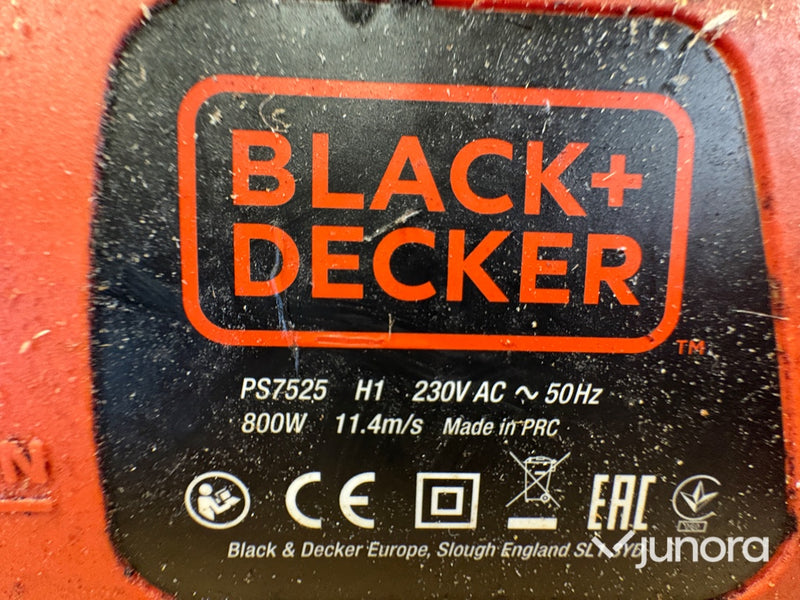 BLACK+
DECKER
TM
PS7525 H1 230V AC ~ 50Hz
800W 11.4m/s Made in PRC
CE EAC
Black & Decker Europe, Slough England
junora